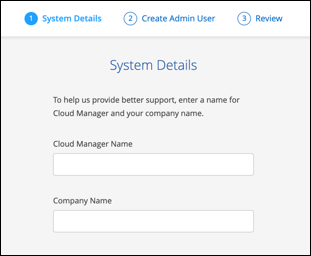 1 System Details 2 Create Admin User 3 Review
System Details
To help us provide better support, enter a name for
Cloud Manager and your company name.
Cloud Manager Name
Company Name